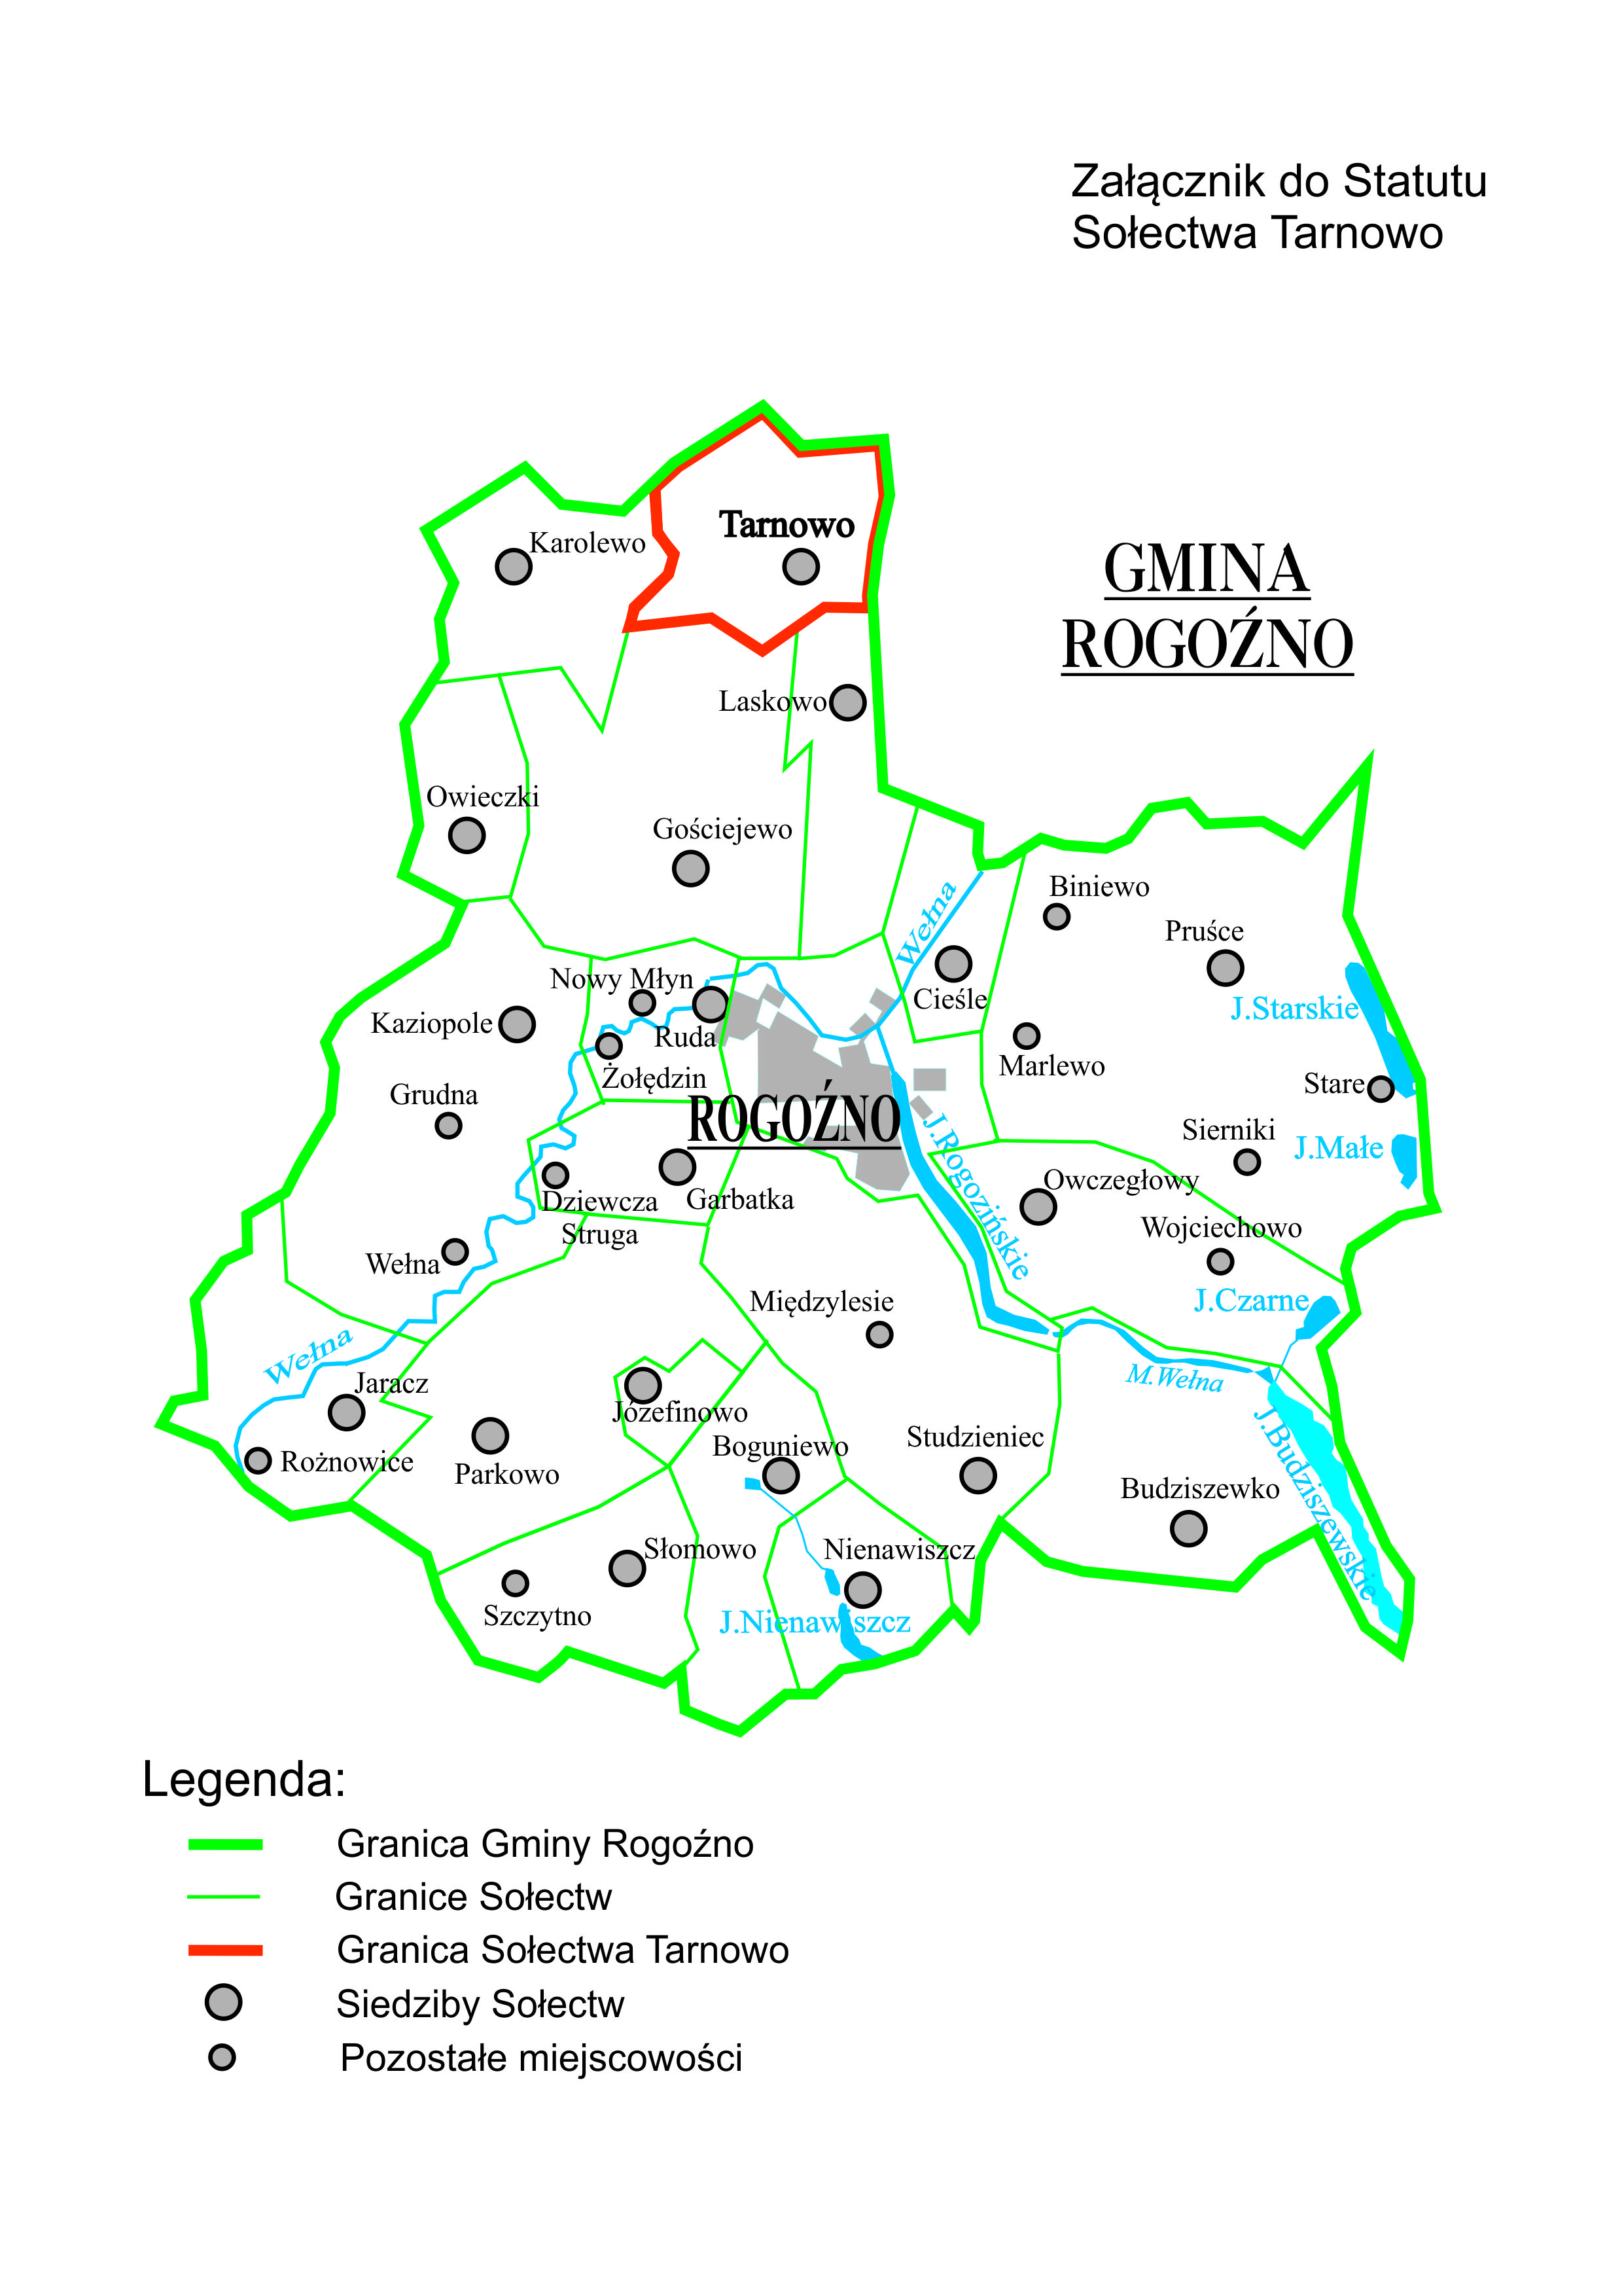 Załącznik do Statutu
Sołectwa Tarnowo
GMINA
ROGOŹNO
Tarnowo
Karolewo
Laskowo
Owieczki
Gościejewo
Wełna
Biniewo
Pruśce
Cieśle
J.Starskie
Nowy Młyn
Kaziopole
Ruda
Marlewo
Żołędzin
Stare
Grudna
ROGOŹNO
J.Rogozińskie
Sierniki
J.Małe
Owczegłowy
Dziewcza
Struga
Garbatka
Wojciechowo
Wełna
Międzylesie
J.Czarne
Wełna
M.Wełna
Jaracz
Józefinowo
J.Budziszewskie
Boguniewo
Studzieniec
Rożnowice
Parkowo
Budziszewko
Słomowo
Nienawiszcz
Szczytno
J.Nienawiszcz
Legenda:
Granica Gminy Rogoźno
Granice Sołectw
Granica Sołectwa Tarnowo
Siedziby Sołectw
Pozostałe miejscowości